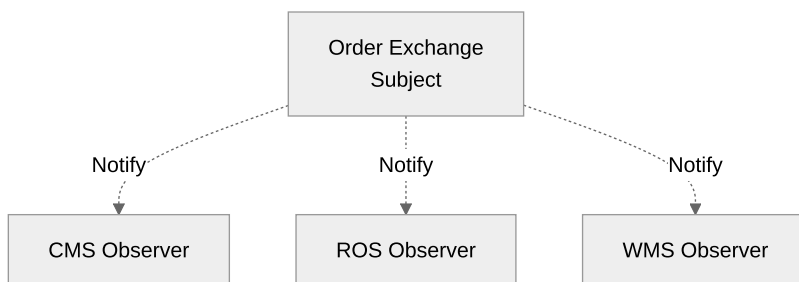 Order Exchange
Subject
Notify
Notify
Notify
CMS Observer
ROS Observer
WMS Observer